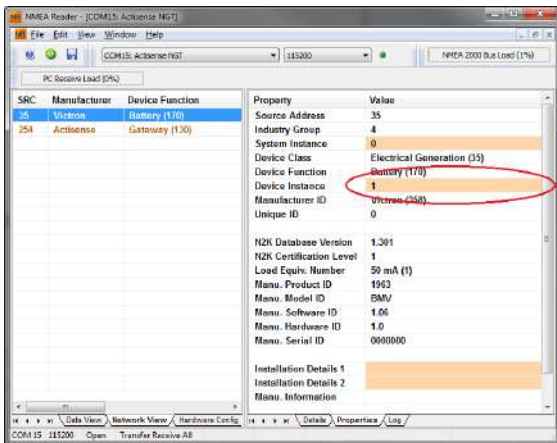 NMEA Reader - [COM15: Actisense NGT]
File Edit View Window Help
COM15: Actisense NGT 115200 NMEA 2000 Bus Load (1%)
PC Receive Load (0%)
SRC Manufacturer Device Function
35 Victron Battery (170)
254 Actisense Gateway (130)
Property Value
Source Address 35
Industry Group 4
System Instance 0
Device Class Electrical Generation (35)
Device Function Battery (170)
Device Instance 1
Manufacturer ID Victron (358)
Unique ID 0
N2K Database Version 1.301
N2K Certification Level 1
Load Equiv. Number 50 mA (1)
Manu. Product ID 1963
Manu. Model ID BMV
Manu. Software ID 1.06
Manu. Hardware ID 1.0
Manu. Serial ID 0000000
Installation Details 1
Installation Details 2
Manu. Information
Data View Network View Hardware Config Details Properties Log
COM 15 115200 Open Transfer Receive All